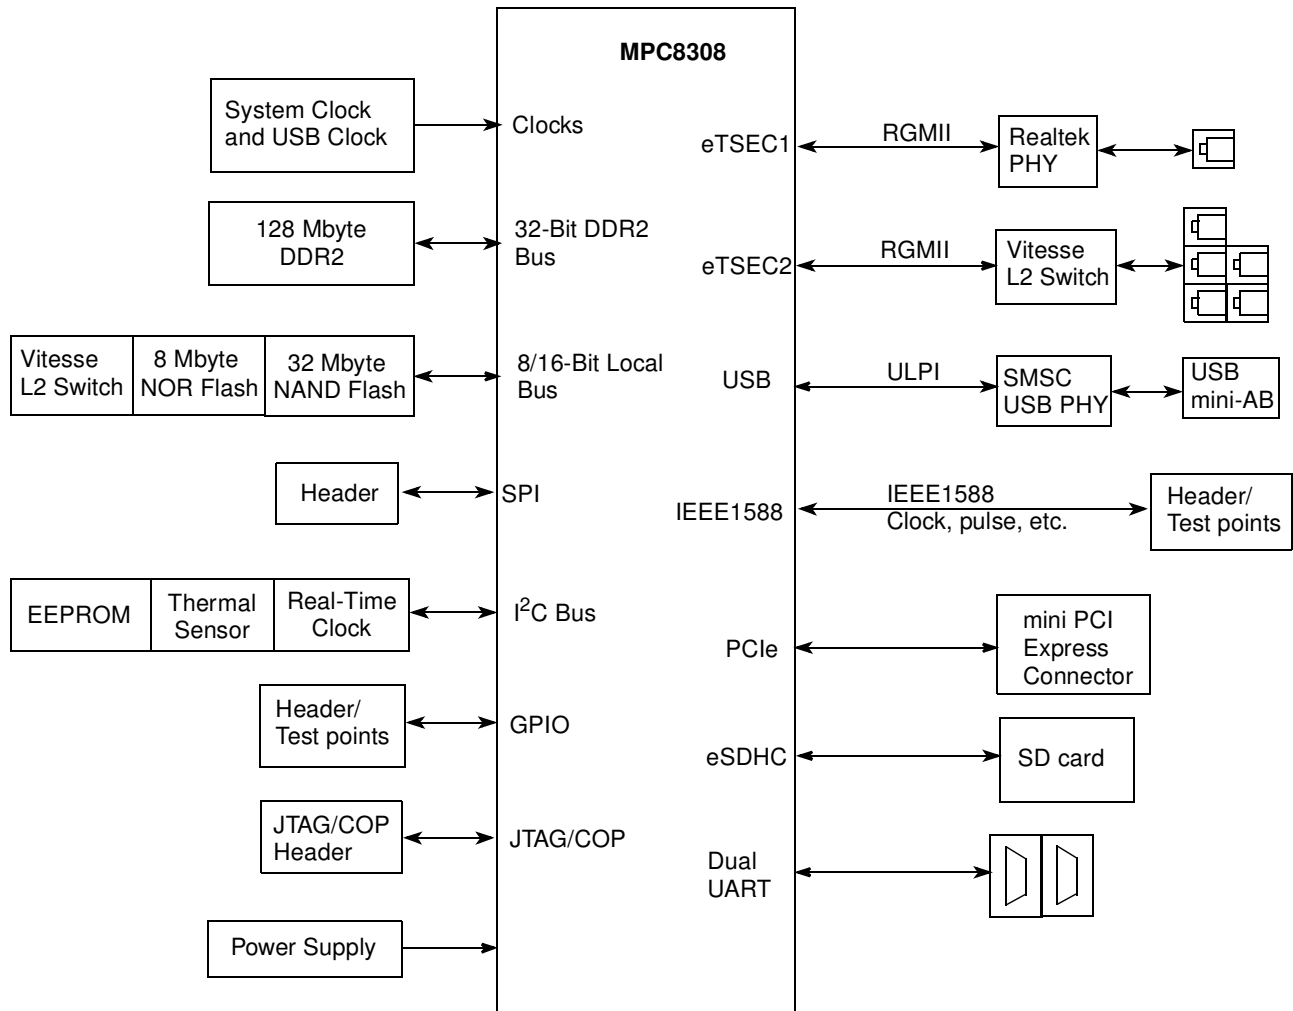 MPC8308
System Clock
and USB Clock
Clocks
128 Mbyte
DDR2
32-Bit DDR2
Bus
Vitesse
L2 Switch
8 Mbyte
NOR Flash
32 Mbyte
NAND Flash
8/16-Bit Local
Bus
Header
SPI
EEPROM
Thermal
Sensor
Real-Time
Clock
I²C Bus
Header/
Test points
GPIO
JTAG/COP
Header
JTAG/COP
Power Supply
eTSEC1
RGMII
Realtek
PHY
eTSEC2
RGMII
Vitesse
L2 Switch
USB
ULPI
SMSC
USB PHY
USB
mini-AB
IEEE1588
IEEE1588
Clock, pulse, etc.
Header/
Test points
PCIe
mini PCI
Express
Connector
eSDHC
SD card
Dual
UART